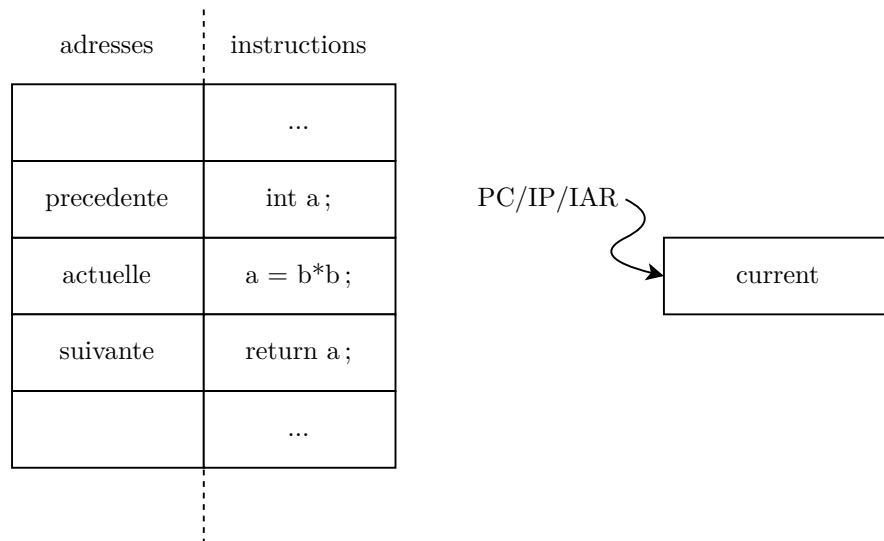 adresses instructions
...
precedente int a ;
PC/IP/IAR
actuelle a = b*b ;
current
suivante return a ;
...